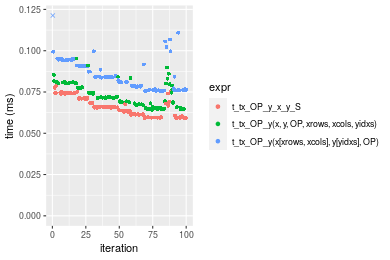 0.125
0.100
0.075
0.050
0.025
0.000
time (ms)
0
25
50
75
100
iteration
expr
t_tx_OP_y_x_y_S
t_tx_OP_y(x, y, OP, xrows, xcols, yidxs)
t_tx_OP_y(x[xrows, xcols], y[yidxs], OP)